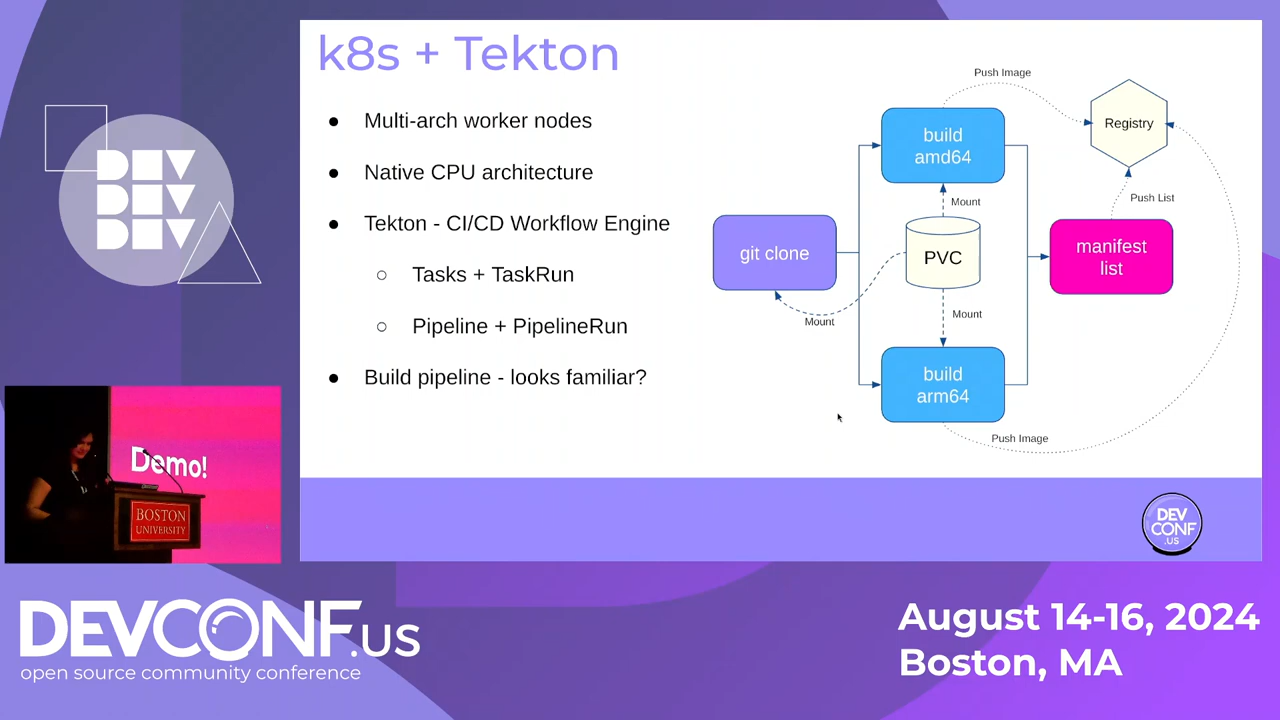 k8s + Tekton
● Multi-arch worker nodes
● Native CPU architecture
● Tekton - CI/CD Workflow Engine
○ Tasks + TaskRun
○ Pipeline + PipelineRun
● Build pipeline - looks familiar?
Push Image
build
amd64
Registry
Mount
Push List
git clone
PVC
manifest
list
Mount
Mount
build
arm64
Push Image
DEV
CONF
.US
DEV
DEV
DEV
Demo!
BOSTON
UNIVERSITY
DEVCONF.US
open source community conference
August 14-16, 2024
Boston, MA